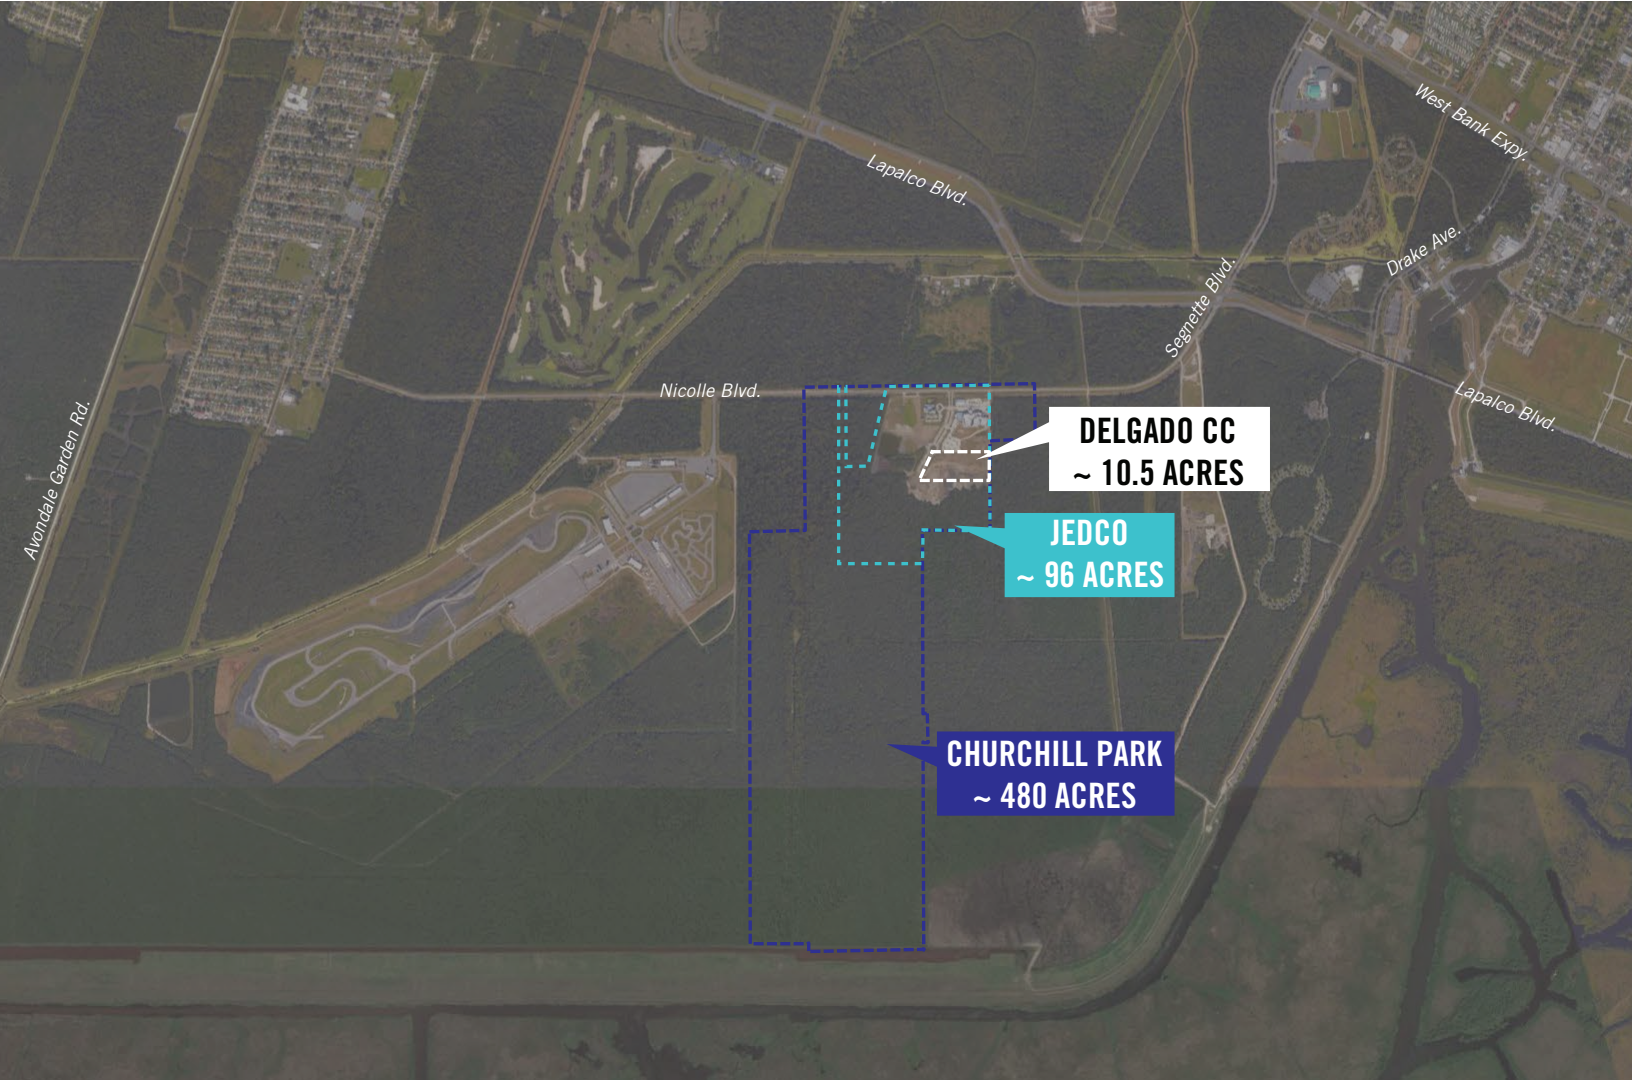 West Bank Expy.
Lapalco Blvd.
Drake Ave.
Segnette Blvd.
Nicolle Blvd.
Lapalco Blvd.
Avondale Garden Rd.
DELGADO CC
~ 10.5 ACRES
JEDCO
~ 96 ACRES
CHURCHILL PARK
~ 480 ACRES